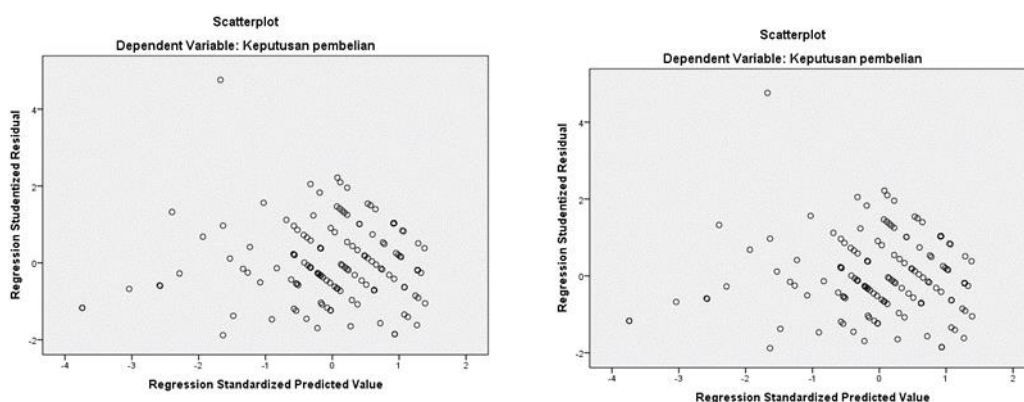 Scatterplot
Dependent Variable: Keputusan pembelian
Regression Studentized Residual
4
2
0
-2
-4 -3 -2 -1 0 1 2
Regression Standardized Predicted Value
Scatterplot
Dependent Variable: Keputusan pembelian
Regression Studentized Residual
4
2
0
-2
-4 -3 -2 -1 0 1 2
Regression Standardized Predicted Value